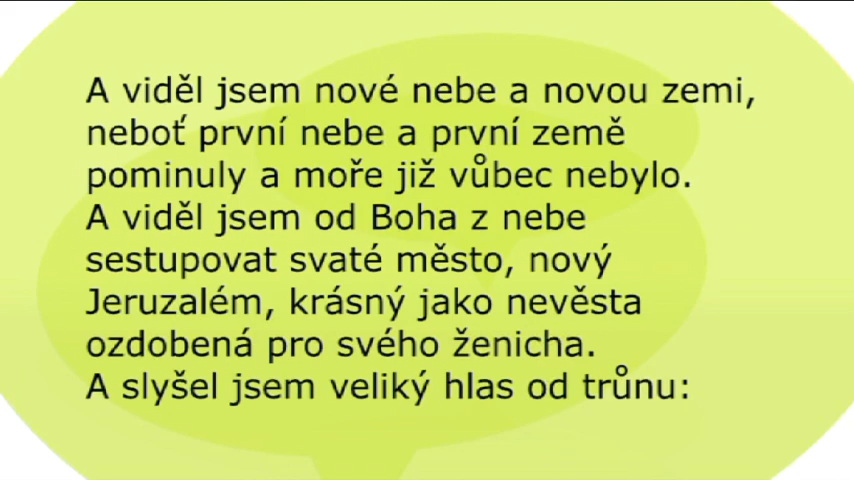 A viděl jsem nové nebe a novou zemi,
neboť první nebe a první země
pominuly a moře již vůbec nebylo.
A viděl jsem od Boha z nebe
sestupovat svaté město, nový
Jeruzalém, krásný jako nevěsta
ozdobená pro svého ženicha.
A slyšel jsem veliký hlas od trůnu: